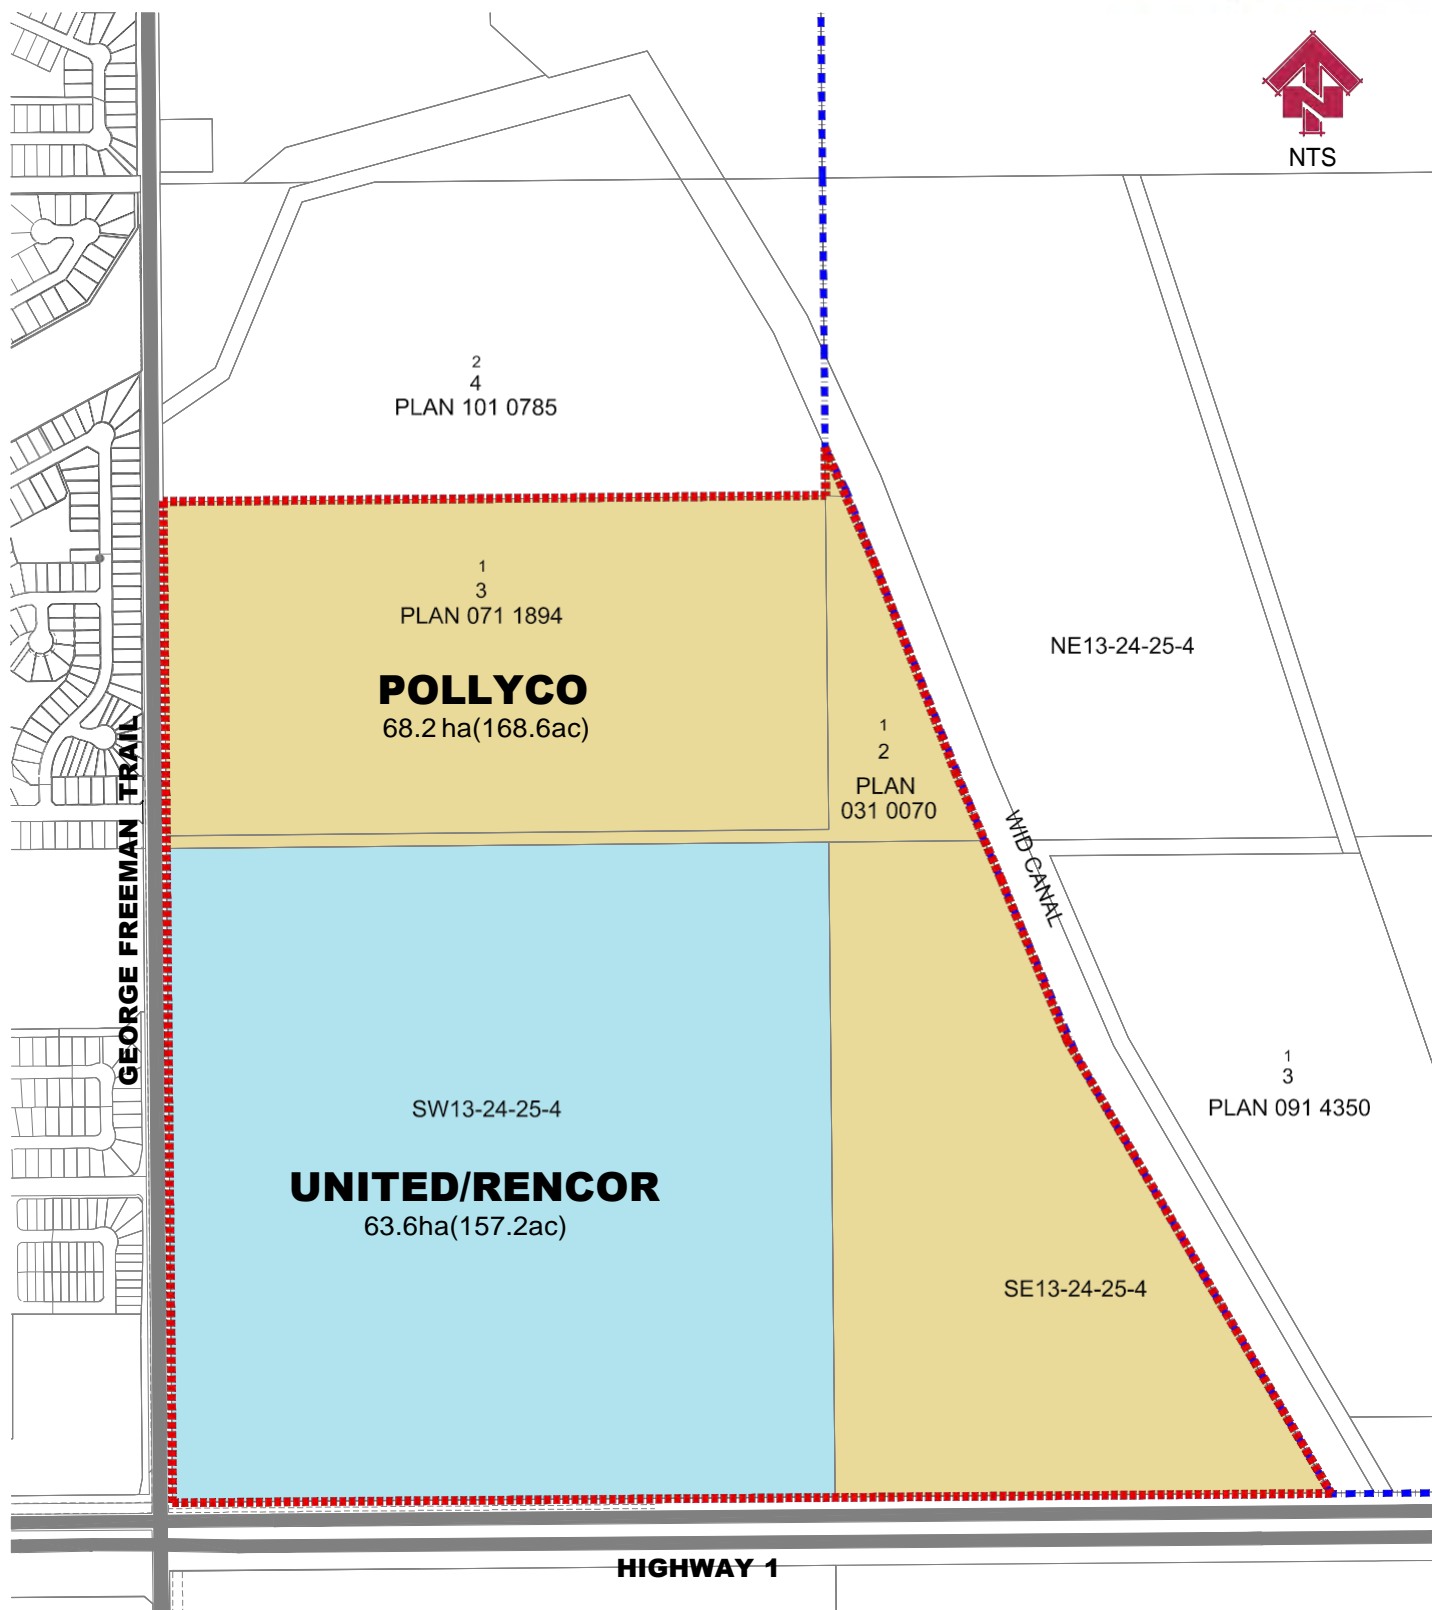 NTS
2
4
PLAN 101 0785
1
3
PLAN 071 1894
POLLYCO
68.2 ha(168.6ac)
NE13-24-25-4
1
2
PLAN
031 0070
WID CANAL
GEORGE FREEMAN TRAIL
1
3
PLAN 091 4350
SW13-24-25-4
UNITED/RENCOR
63.6ha(157.2ac)
SE13-24-25-4
HIGHWAY 1